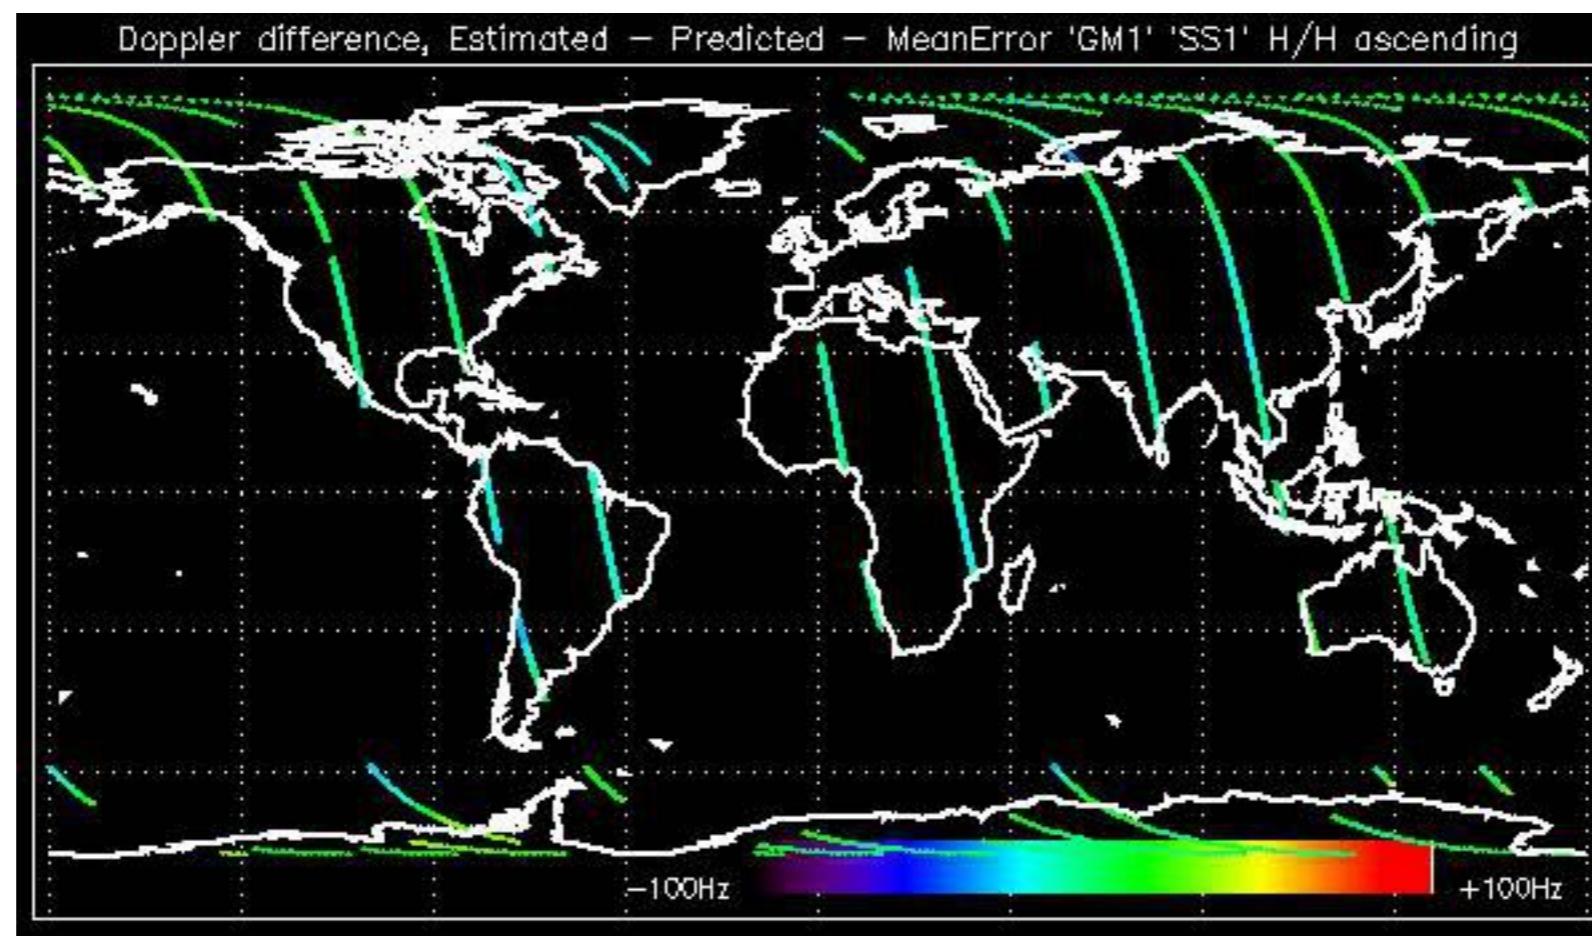 Doppler difference, Estimated – Predicted – MeanError 'GM1' 'SS1' H/H ascending
–100Hz
+100Hz